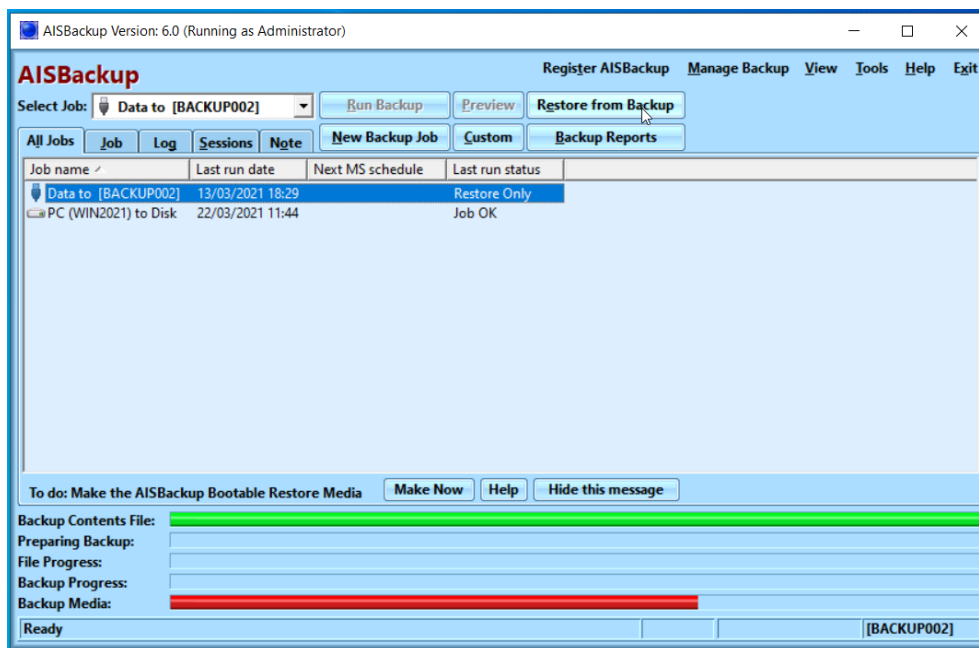 AISBackup Version: 6.0 (Running as Administrator)
AISBackup
Register AISBackup Manage Backup View Tools Help Exit
Select Job: Data to [BACKUP002] Run Backup Preview Restore from Backup
All Jobs Job Log Sessions Note New Backup Job Custom Backup Reports
Job name Last run date Next MS schedule Last run status
Data to [BACKUP002] 13/03/2021 18:29 Restore Only
PC (WIN2021) to Disk 22/03/2021 11:44 Job OK
To do: Make the AISBackup Bootable Restore Media Make Now Help Hide this message
Backup Contents File:
Preparing Backup:
File Progress:
Backup Progress:
Backup Media:
Ready [BACKUP002]